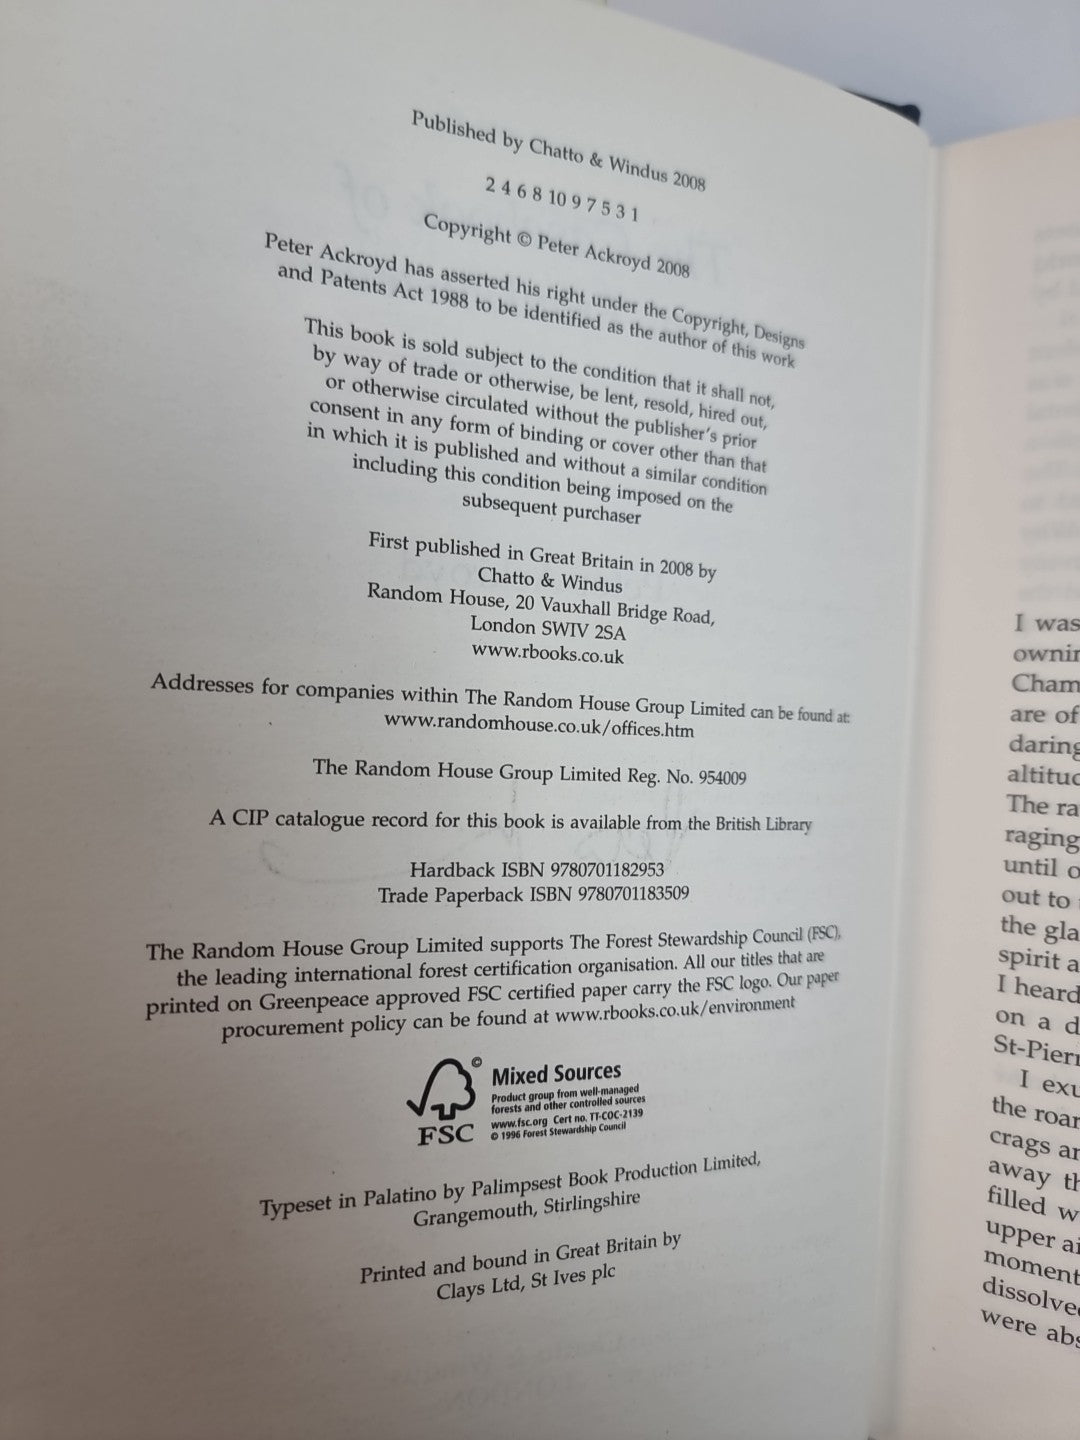 Published by Chatto & Windus 2008
2 4 6 8 10 9 7 5 3 1
Copyright © Peter Ackroyd 2008
Peter Ackroyd has asserted his right under the Copyright, Designs
and Patents Act 1988 to be identified as the author of this work
This book is sold subject to the condition that it shall not,
by way of trade or otherwise, be lent, resold, hired out,
or otherwise circulated without the publisher's prior
consent in any form of binding or cover other than that
in which it is published and without a similar condition
including this condition being imposed on the
subsequent purchaser
First published in Great Britain in 2008 by
Chatto & Windus
Random House, 20 Vauxhall Bridge Road,
London SWIV 2SA
www.rbooks.co.uk
Addresses for companies within The Random House Group Limited can be found at:
www.randomhouse.co.uk/offices.htm
The Random House Group Limited Reg. No. 954009
A CIP catalogue record for this book is available from the British Library
Hardback ISBN 9780701182953
Trade Paperback ISBN 9780701183509
The Random House Group Limited supports The Forest Stewardship Council (FSC),
the leading international forest certification organisation. All our titles that are
printed on Greenpeace approved FSC certified paper carry the FSC logo. Our paper
procurement policy can be found at www.rbooks.co.uk/environment
©
FSC
Mixed Sources
Product group from well-managed
forests and other controlled sources
www.fsc.org Cert no. TT-COC-2139
© 1996 Forest Stewardship Council
Typeset in Palatino by Palimpsest Book Production Limited,
Grangemouth, Stirlingshire
Printed and bound in Great Britain by
Clays Ltd, St Ives plc
I was
ownin
Cham
are of
daring
altitud
The ra
raging
until o
out to
the gla
spirit a
I heard
on a d
St-Pier
I exu
the roar
crags an
away th
filled w
upper ai
moment
dissolve
were abs